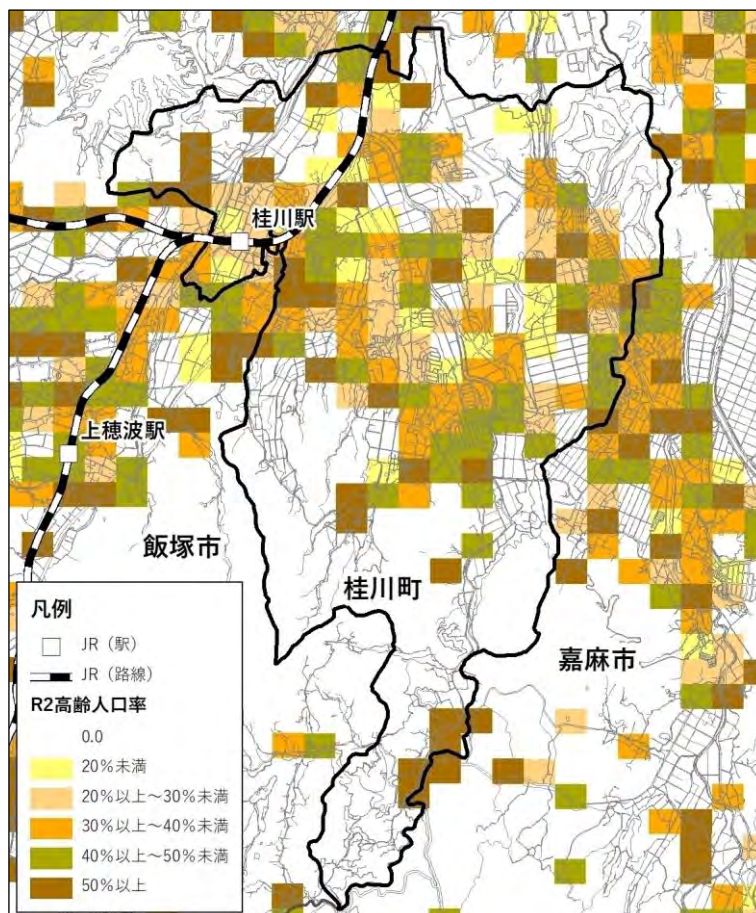 桂川駅
上穂波駅
飯塚市
桂川町
嘉麻市
凡例
JR（駅）
JR（路線）
R2高齢人口率
0.0
20％未満
20％以上～30％未満
30％以上～40％未満
40％以上～50％未満
50％以上